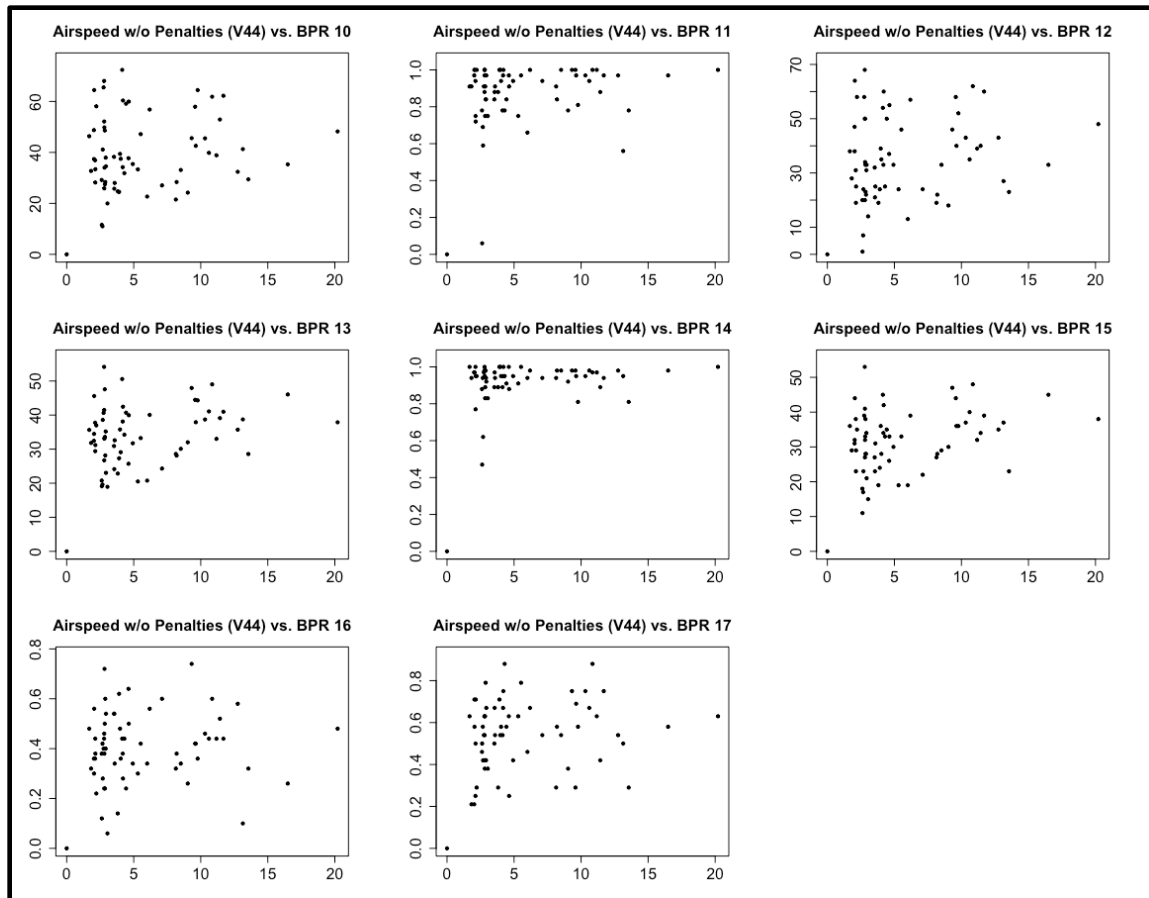 Airspeed w/o Penalties (V44) vs. BPR 10
Airspeed w/o Penalties (V44) vs. BPR 11
Airspeed w/o Penalties (V44) vs. BPR 12
60
40
20
0
0 5 10 15 20
1.0
0.8
0.6
0.4
0.2
0.0
0 5 10 15 20
70
50
30
10
0
0 5 10 15 20
Airspeed w/o Penalties (V44) vs. BPR 13
Airspeed w/o Penalties (V44) vs. BPR 14
Airspeed w/o Penalties (V44) vs. BPR 15
50
40
30
20
10
0
0 5 10 15 20
1.0
0.8
0.6
0.4
0.2
0.0
0 5 10 15 20
50
40
30
20
10
0
0 5 10 15 20
Airspeed w/o Penalties (V44) vs. BPR 16
Airspeed w/o Penalties (V44) vs. BPR 17
0.8
0.6
0.4
0.2
0.0
0 5 10 15 20
0.8
0.6
0.4
0.2
0.0
0 5 10 15 20